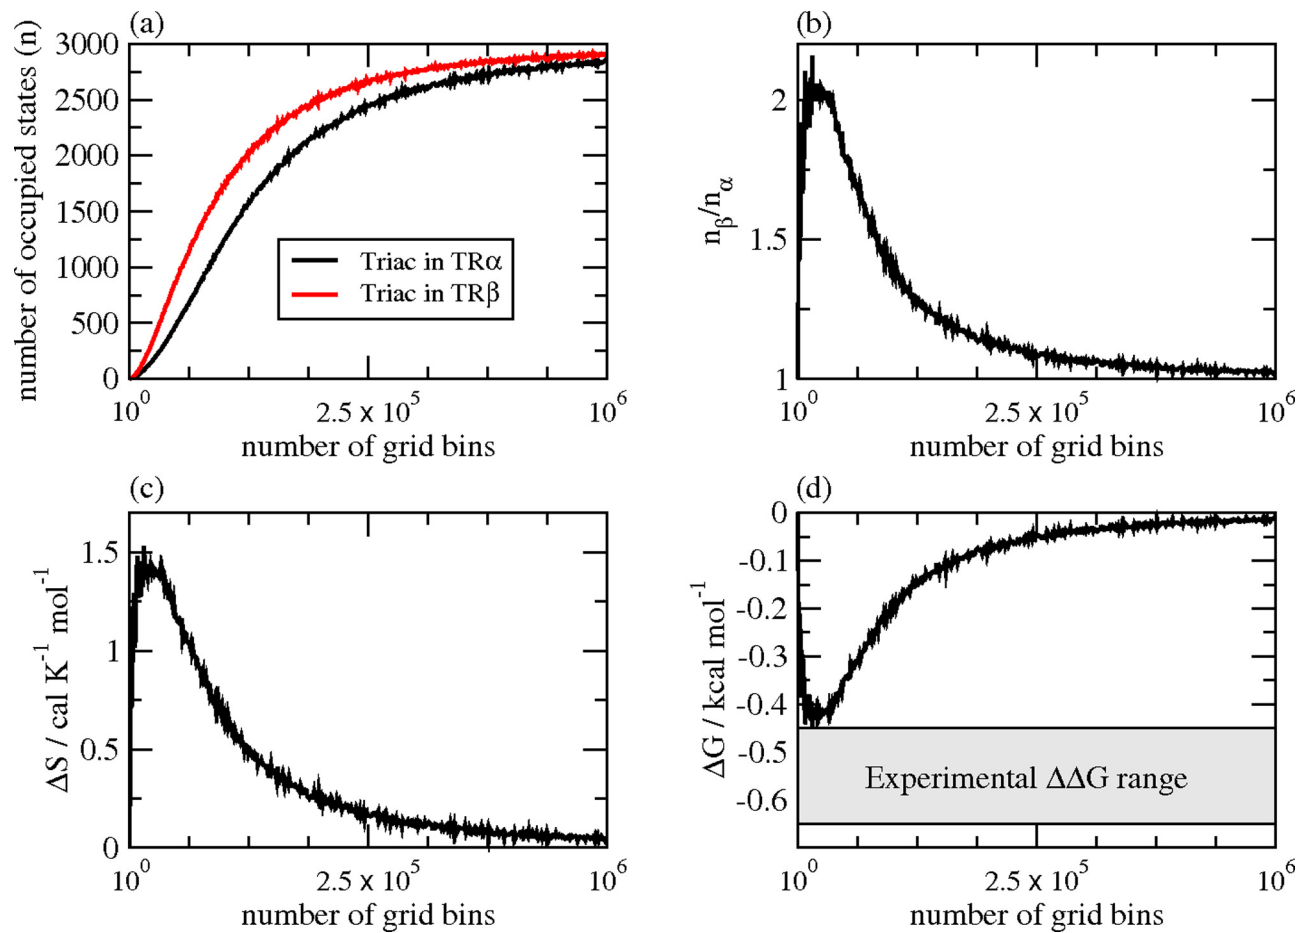 (a)
number of occupied states (n)
3000
2500
2000
1500
1000
500
0
Triac in TRα
Triac in TRβ
10⁰
2.5 x 10⁵
10⁶
number of grid bins
(b)
nβ/nα
2
1.5
1
10⁰
2.5 x 10⁵
10⁶
number of grid bins
(c)
ΔS / cal K⁻¹ mol⁻¹
1.5
1
0.5
0
10⁰
2.5 x 10⁵
10⁶
number of grid bins
(d)
ΔG / kcal mol⁻¹
0
-0.1
-0.2
-0.3
-0.4
-0.5
-0.6
Experimental ΔΔG range
10⁰
2.5 x 10⁵
10⁶
number of grid bins